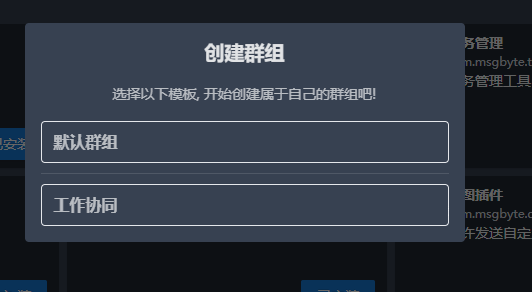 创建群组
选择以下模板, 开始创建属于自己的群组吧!
默认群组
工作协同
务管理
m.msgbyte.t
务管理工具
已安装
图插件
m.msgbyte.c
许发送自定